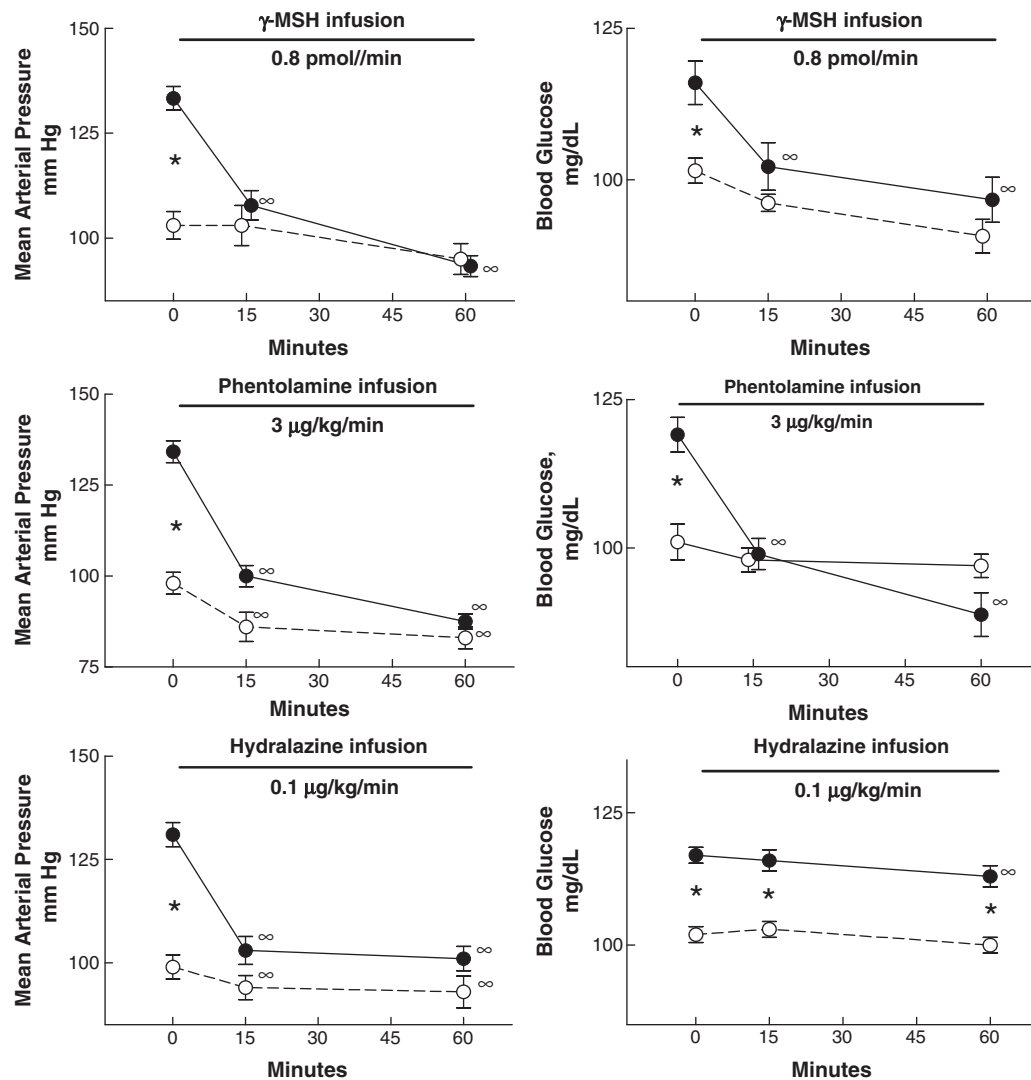 γ-MSH infusion
0.8 pmol//min
Mean Arterial Pressure
mm Hg
150
125
100
*
∞
∞
0 15 30 45 60
Minutes
γ-MSH infusion
0.8 pmol/min
Blood Glucose
mg/dL
125
100
*
∞
∞
0 15 30 45 60
Minutes
Phentolamine infusion
3 μg/kg/min
Mean Arterial Pressure
mm Hg
150
125
100
75
*
∞
∞
∞
∞
0 15 30 45 60
Minutes
Phentolamine infusion
3 μg/kg/min
Blood Glucose,
mg/dL
125
100
*
∞
∞
0 15 30 45 60
Minutes
Hydralazine infusion
0.1 μg/kg/min
Mean Arterial Pressure
mm Hg
150
125
100
*
∞
∞
∞
∞
0 15 30 45 60
Minutes
Hydralazine infusion
0.1 μg/kg/min
Blood Glucose
mg/dL
125
100
* * *
∞
0 15 30 45 60
Minutes